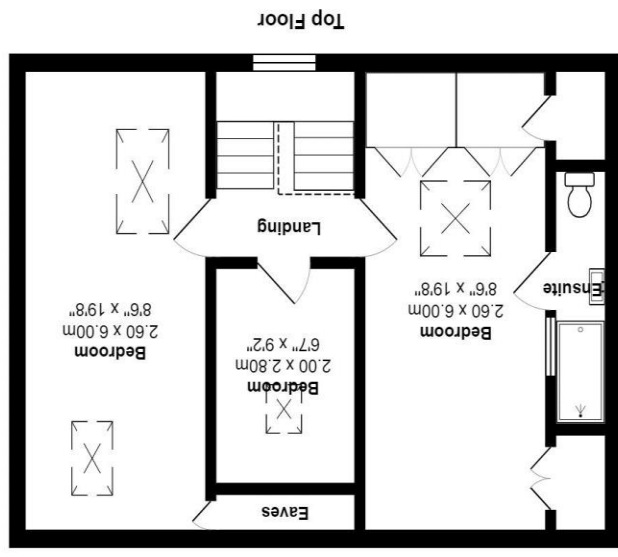 Eaves
Bedroom
2.00 x 2.80m
6'7" x 9'2"
Bedroom
2.60 x 6.00m
8'6" x 19'8"
Bedroom
2.60 x 6.00m
8'6" x 19'8"
Ensuite
Landing
Top Floor